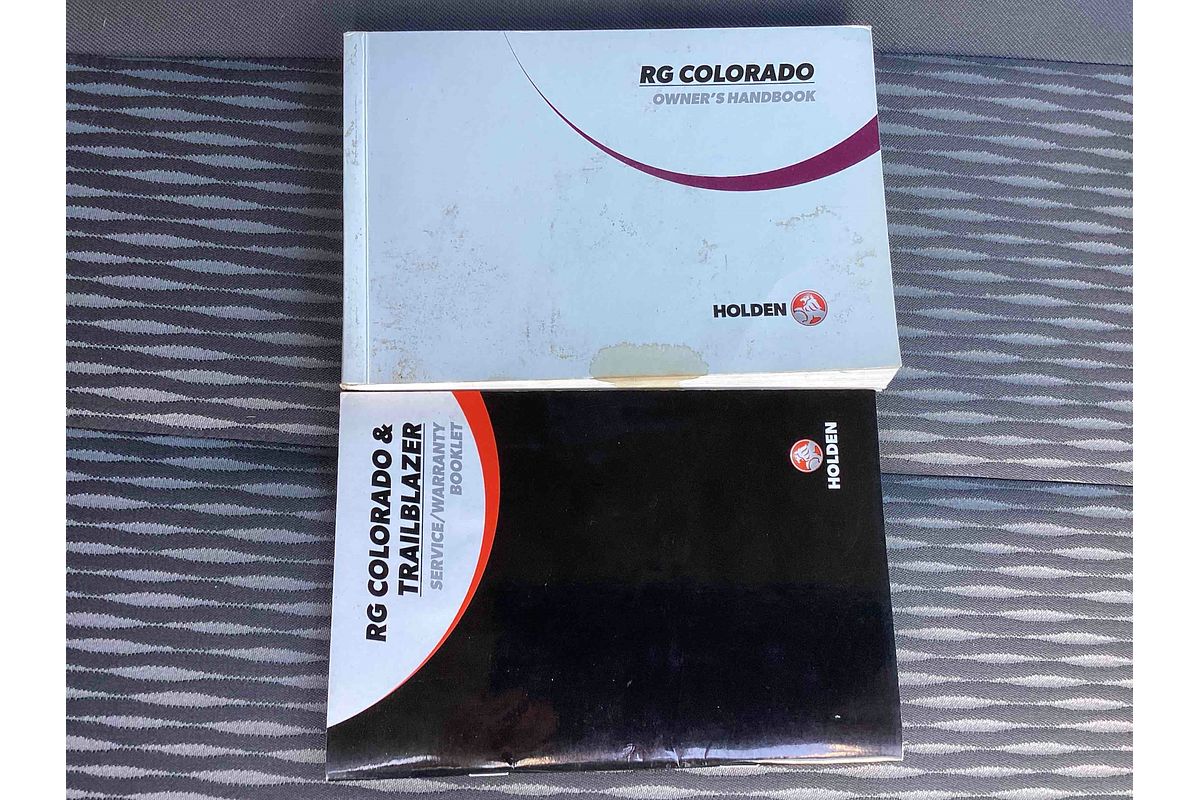 RG COLORADO
OWNER'S HANDBOOK
HOLDEN
RG COLORADO &
TRAILBLAZER
SERVICE/WARRANTY
BOOKLET
HOLDEN